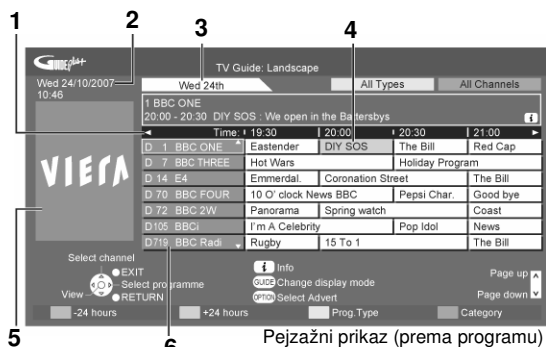 1 2 3 4
GUIDE Plus+
TV Guide: Landscape
Wed 24/10/2007
10:46
Wed 24th All Types All Channels
1 BBC ONE
20:00 - 20:30 DIY SOS : We open in the Battersbys i
Time: 19:30 20:00 20:30 21:00
D 1 BBC ONE Eastender DIY SOS The Bill Red Cap
D 7 BBC THREE Hot Wars Holiday Program
D 14 E4 Emmerdal. Coronation Street The Bill
D 70 BBC FOUR 10 O' clock News BBC Pepsi Char. Good bye
D 72 BBC 2W Panorama Spring watch Coast
D105 BBCi I'm A Celebrity Pop Idol News
D719 BBC Radi Rugby 15 To 1 The Bill
VIERA
Select channel
EXIT
Select programme
View
RETURN
i Info
GUIDE Change display mode
OPTION Select Advert
Page up
Page down
-24 hours +24 hours Prog.Type Category
5 6
Pejzažni prikaz (prema programu)